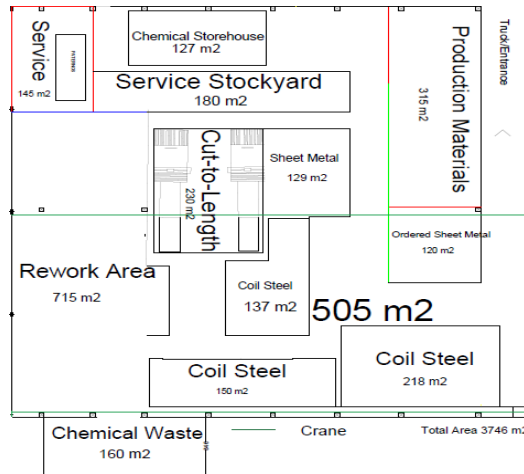 Chemical Storehouse
127 m2
Service
145 m2
Service Stockyard
180 m2
Production Materials
315 m2
Truck/Entrance
Cut-to-Length
230 m2
Sheet Metal
129 m2
Ordered Sheet Metal
120 m2
Rework Area
715 m2
Coil Steel
137 m2
505 m2
Coil Steel
150 m2
Coil Steel
218 m2
Chemical Waste
160 m2
Crane
Total Area 3746 m2